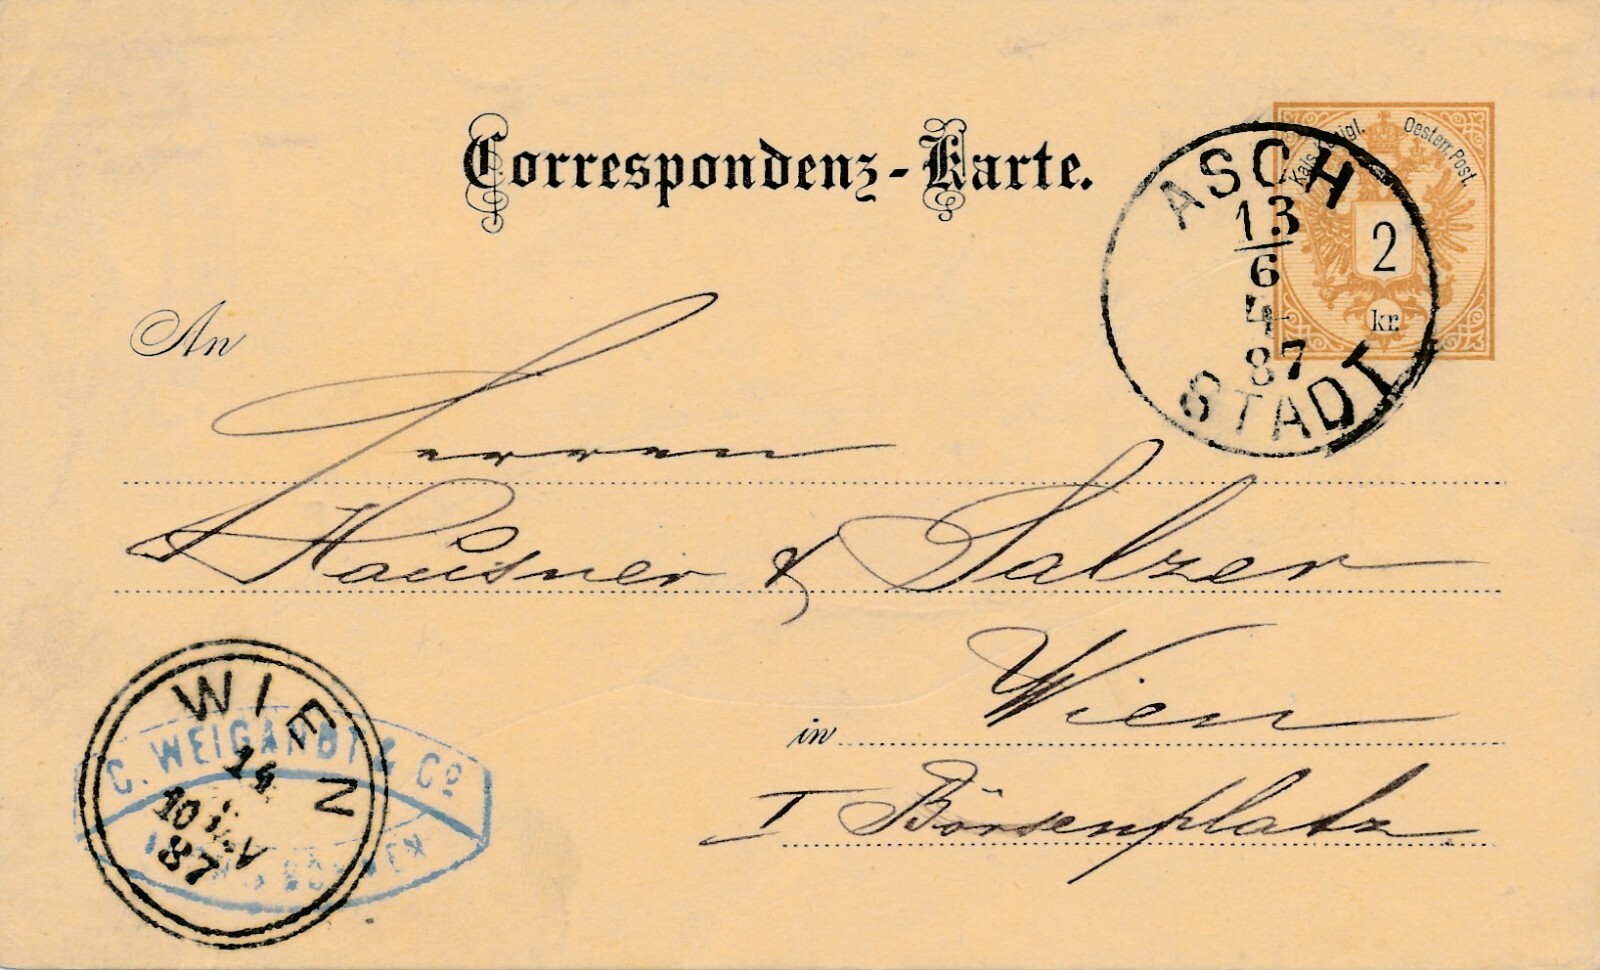 Correspondenz-Karte.
Kais. Königl. Oesterr. Post.
2
kr.
ASCH
13
6
4
87
STADT
An
Herren
Hausner & Salzer
in Wien
I Börsenplatz
WIEN
14
10
V
87
C. WEIGANDT & Co